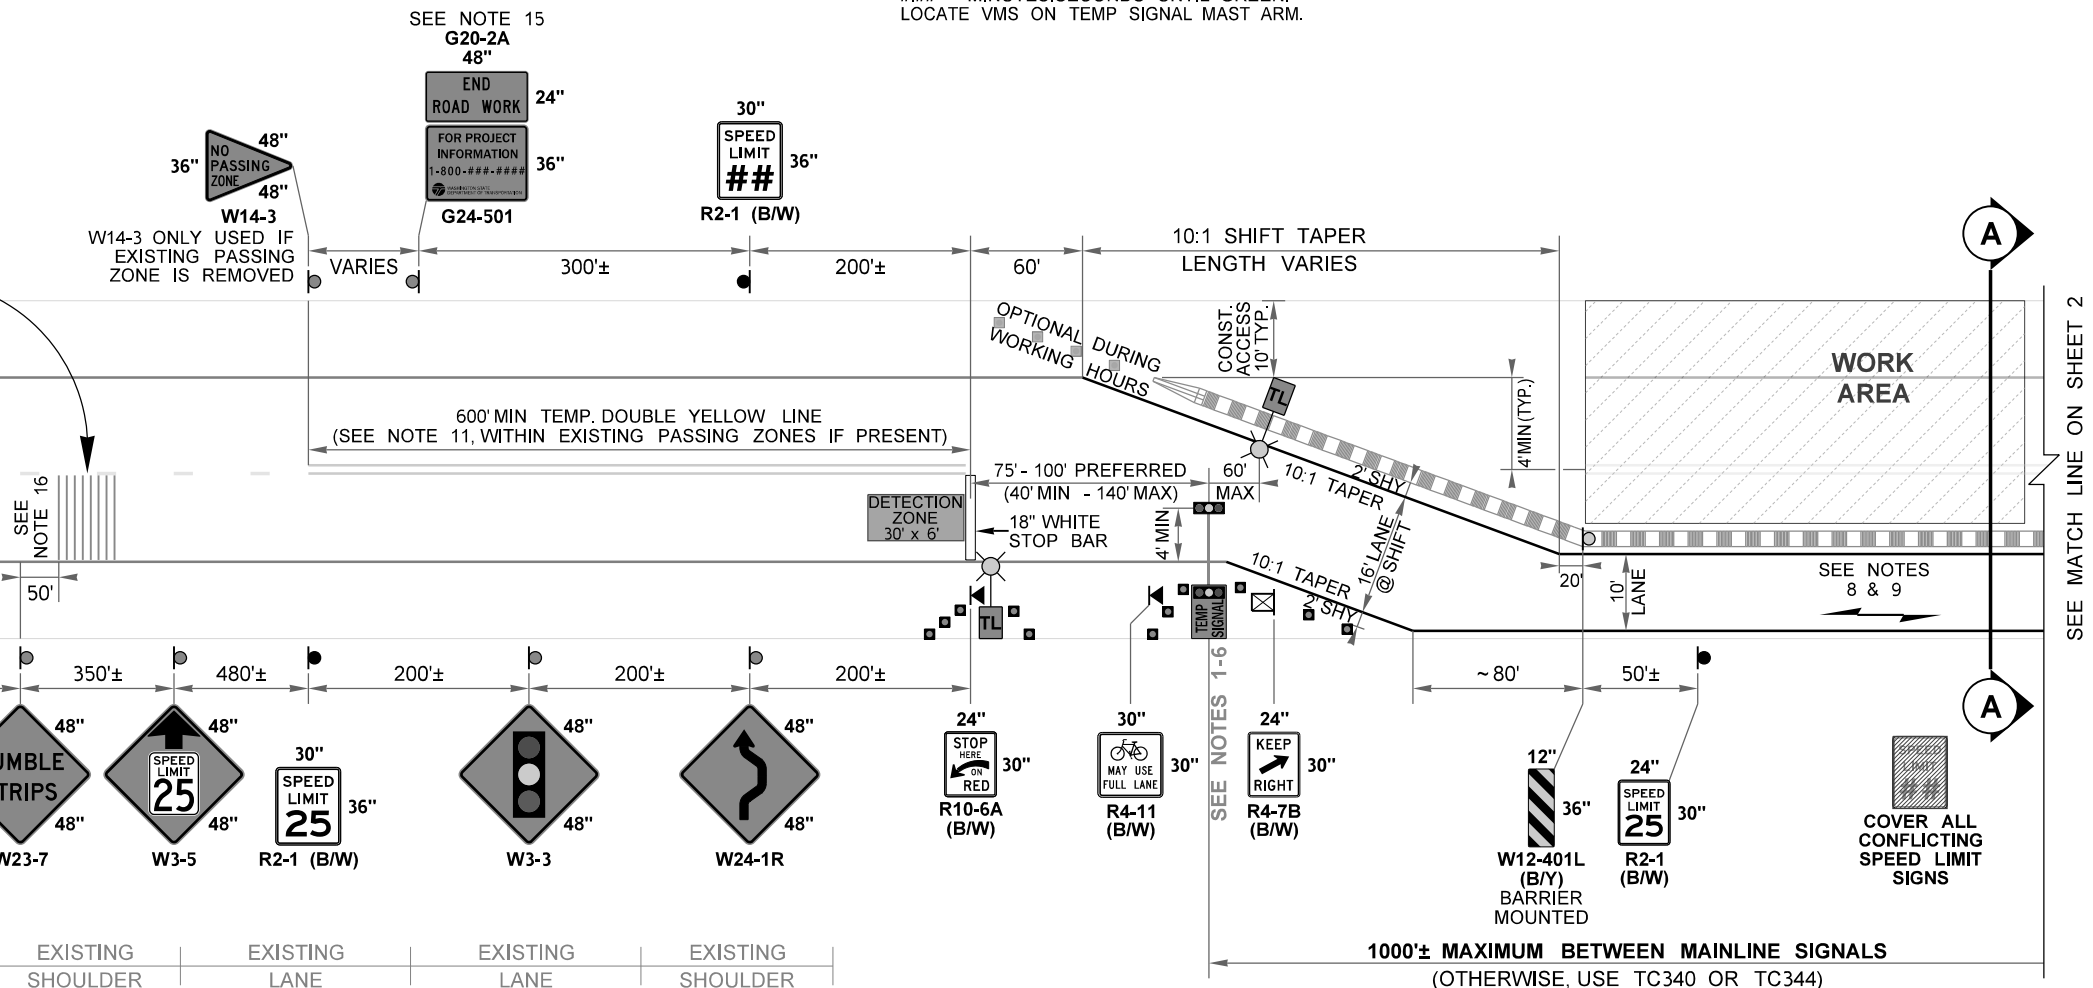 LOCATE VMS ON TEMP SIGNAL MAST ARM.
SEE NOTE 15
G20-2A
48"
END
ROAD WORK
24"
FOR PROJECT
INFORMATION
1-800-###-####
WASHINGTON STATE
DEPARTMENT OF TRANSPORTATION
36"
G24-501
48"
36"
NO
PASSING
ZONE
48"
W14-3
W14-3 ONLY USED IF
EXISTING PASSING
ZONE IS REMOVED
30"
SPEED
LIMIT
##
36"
R2-1 (B/W)
VARIES
300'±
200'±
60'
10:1 SHIFT TAPER
LENGTH VARIES
A
OPTIONAL DURING
WORKING HOURS
CONST.
ACCESS
10' TYP.
TL
4' MIN (TYP.)
WORK
AREA
SEE MATCH LINE ON SHEET 2
600' MIN TEMP. DOUBLE YELLOW LINE
(SEE NOTE 11, WITHIN EXISTING PASSING ZONES IF PRESENT)
75' - 100' PREFERRED
(40' MIN - 140' MAX)
60'
MAX
10:1 TAPER
2' SHY
SEE
NOTE 16
DETECTION
ZONE
30' x 6'
18" WHITE
STOP BAR
4' MIN
16' LANE
@ SHIFT
10:1 TAPER
2' SHY
20'
10'
LANE
SEE NOTES
8 & 9
50'
TL
TEMP
SIGNAL
350'±
480'±
200'±
200'±
200'±
~ 80'
50'±
A
SEE NOTES 1-6
48"
UMBLE
TRIPS
48"
W23-7
48"
SPEED
LIMIT
25
48"
W3-5
30"
SPEED
LIMIT
25
36"
R2-1 (B/W)
48"
48"
W3-3
48"
48"
W24-1R
24"
STOP
HERE
ON
RED
30"
R10-6A
(B/W)
30"
MAY USE
FULL LANE
30"
R4-11
(B/W)
24"
KEEP
RIGHT
30"
R4-7B
(B/W)
12"
36"
W12-401L
(B/Y)
BARRIER
MOUNTED
24"
SPEED
LIMIT
25
30"
R2-1
(B/W)
SPEED
LIMIT
##
COVER ALL
CONFLICTING
SPEED LIMIT
SIGNS
EXISTING
SHOULDER
EXISTING
LANE
EXISTING
LANE
EXISTING
SHOULDER
1000'± MAXIMUM BETWEEN MAINLINE SIGNALS
(OTHERWISE, USE TC340 OR TC344)